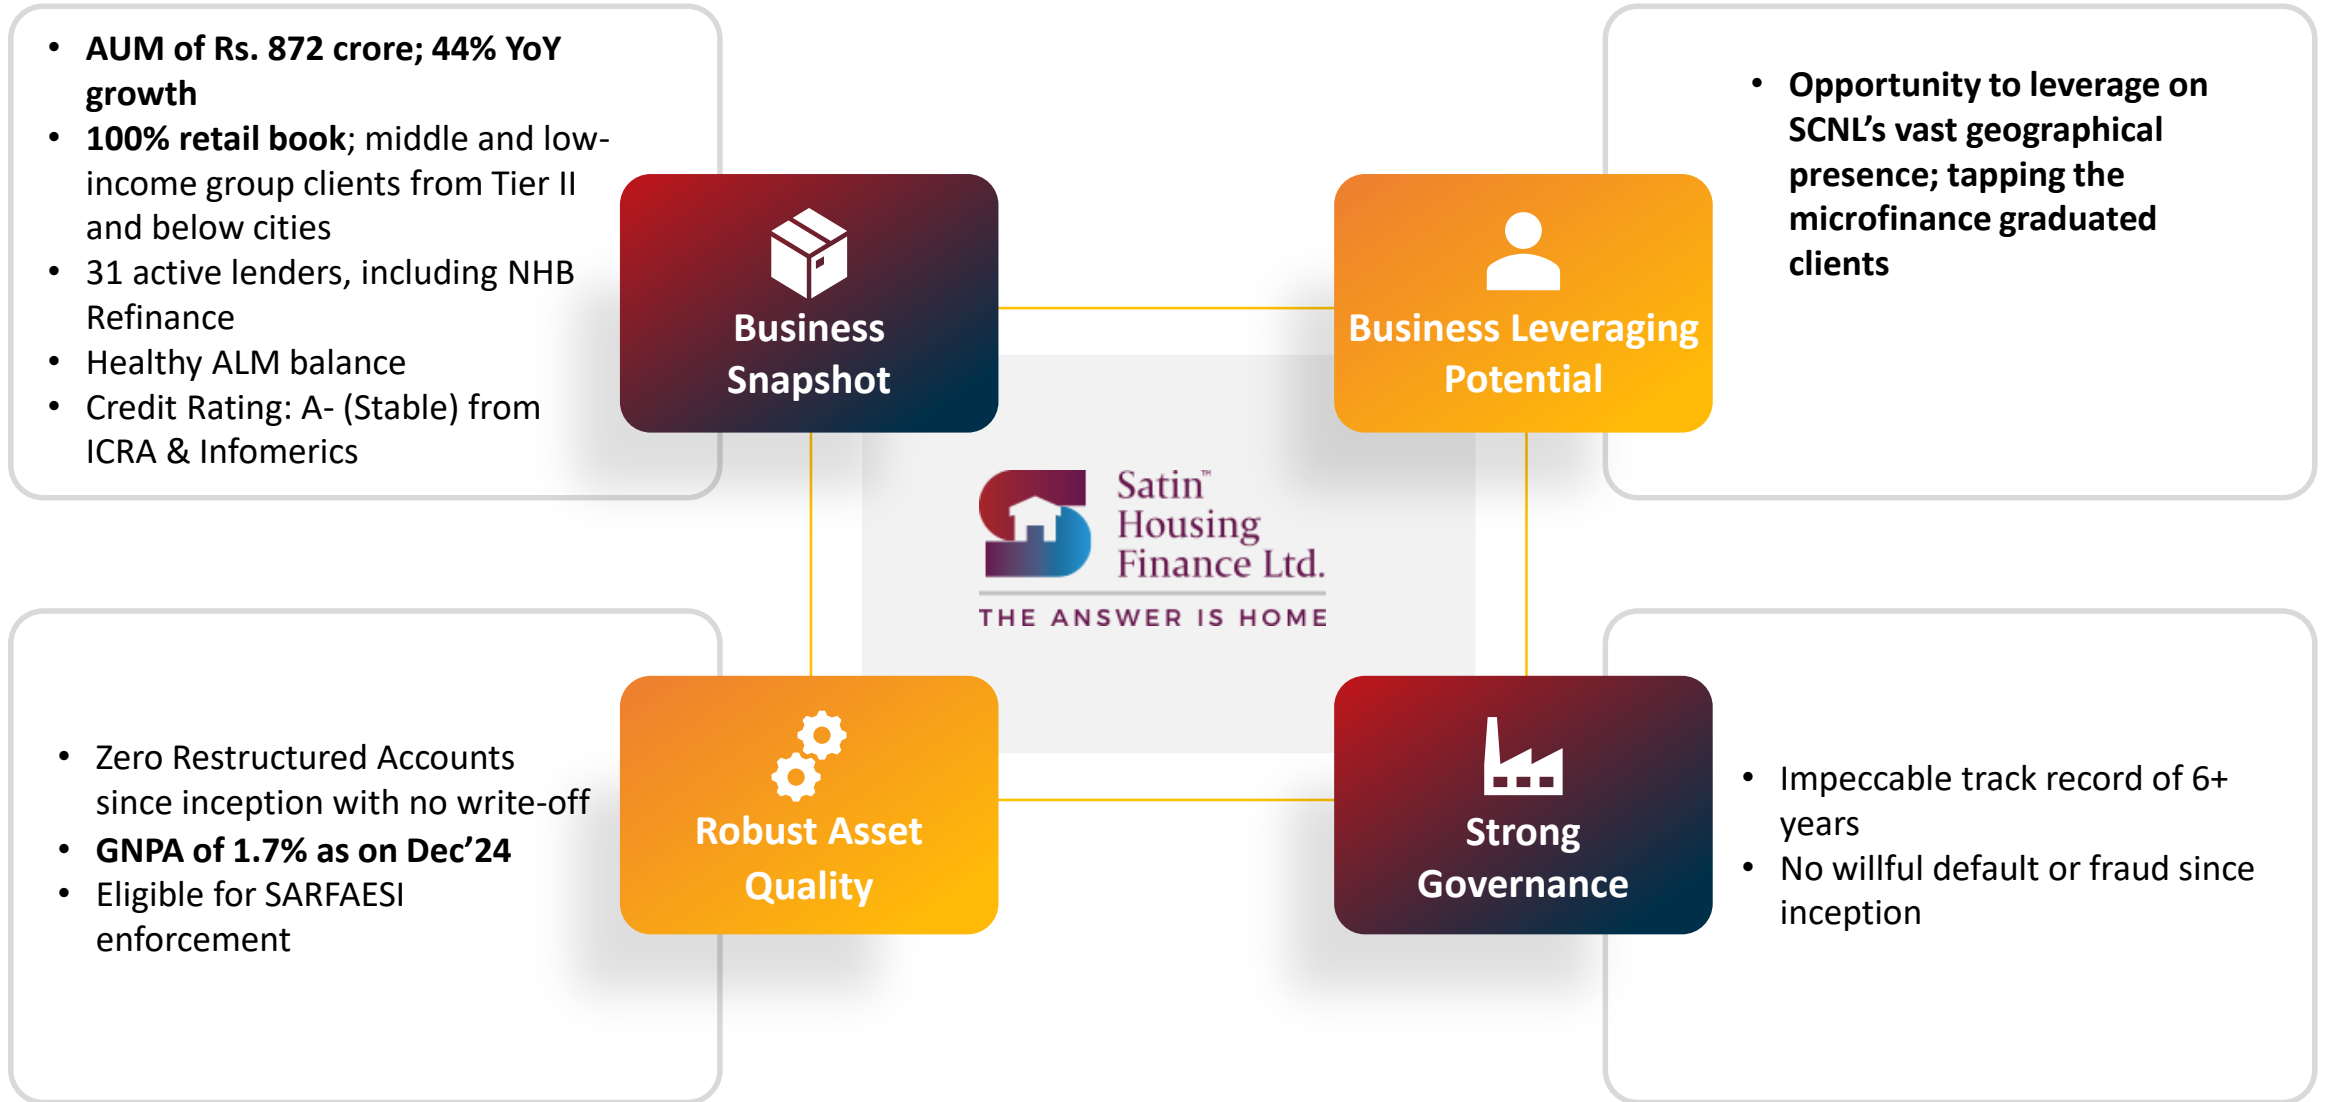 • AUM of Rs. 872 crore; 44% YoY
growth
• 100% retail book; middle and low-
income group clients from Tier II
and below cities
• 31 active lenders, including NHB
Refinance
• Healthy ALM balance
• Credit Rating: A- (Stable) from
ICRA & Infomerics
Business
Snapshot
Business Leveraging
Potential
• Opportunity to leverage on
SCNL’s vast geographical
presence; tapping the
microfinance graduated
clients
Satin™
Housing
Finance Ltd.
THE ANSWER IS HOME
• Zero Restructured Accounts
since inception with no write-off
• GNPA of 1.7% as on Dec’24
• Eligible for SARFAESI
enforcement
Robust Asset
Quality
Strong
Governance
• Impeccable track record of 6+
years
• No willful default or fraud since
inception